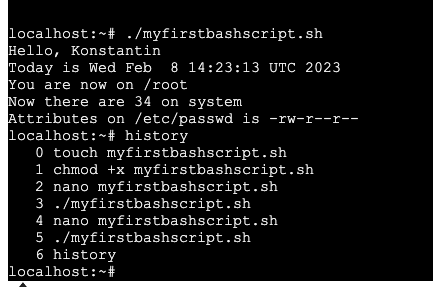 localhost:~# ./myfirstbashscript.sh
Hello, Konstantin
Today is Wed Feb  8 14:23:13 UTC 2023
You are now on /root
Now there are 34 on system
Attributes on /etc/passwd is -rw-r--r--
localhost:~# history
   0 touch myfirstbashscript.sh
   1 chmod +x myfirstbashscript.sh
   2 nano myfirstbashscript.sh
   3 ./myfirstbashscript.sh
   4 nano myfirstbashscript.sh
   5 ./myfirstbashscript.sh
   6 history
localhost:~#